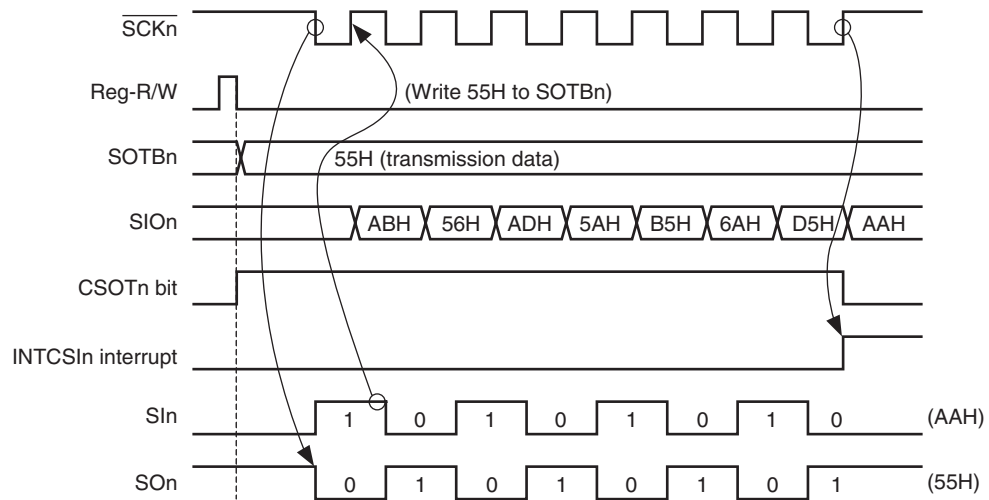 SCKn
Reg-R/W
(Write 55H to SOTBn)
SOTBn
55H (transmission data)
SIOn
ABH 56H ADH 5AH B5H 6AH D5H AAH
CSOTn bit
INTCSIn interrupt
SIn
1 0 1 0 1 0 1 0
(AAH)
SOn
0 1 0 1 0 1 0 1
(55H)